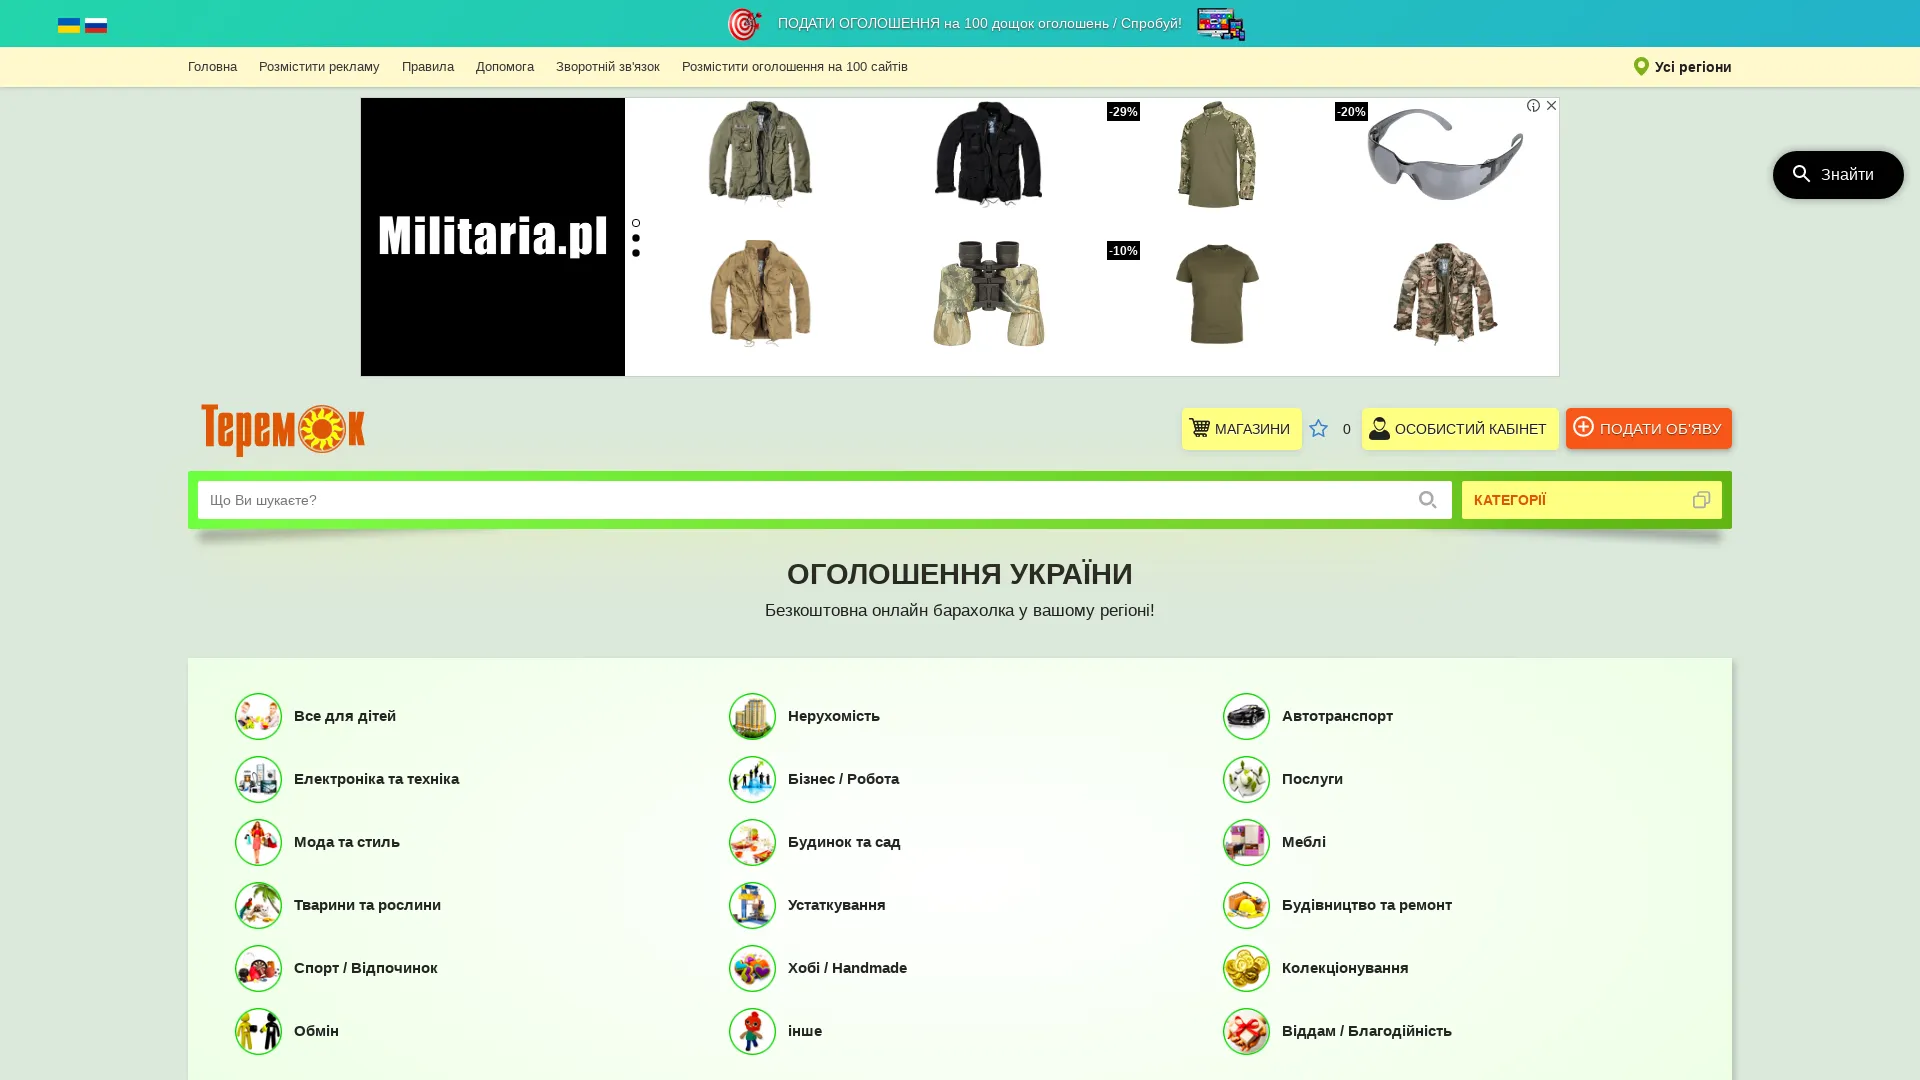 ПОДАТИ ОГОЛОШЕННЯ на 100 дощок оголошень / Спробуй!
Головна
Розмістити рекламу
Правила
Допомога
Зворотній зв'язок
Розмістити оголошення на 100 сайтів
Усі регіони
Militaria.pl
-29%
-20%
-10%
Знайти
Теремок
МАГАЗИНИ
0
ОСОБИСТИЙ КАБІНЕТ
ПОДАТИ ОБ'ЯВУ
Що Ви шукаєте?
КАТЕГОРІЇ
ОГОЛОШЕННЯ УКРАЇНИ
Безкоштовна онлайн барахолка у вашому регіоні!
Все для дітей
Нерухомість
Автотранспорт
Електроніка та техніка
Бізнес / Робота
Послуги
Мода та стиль
Будинок та сад
Меблі
Тварини та рослини
Устаткування
Будівництво та ремонт
Спорт / Відпочинок
Хобі / Handmade
Колекціонування
Обмін
інше
Віддам / Благодійність